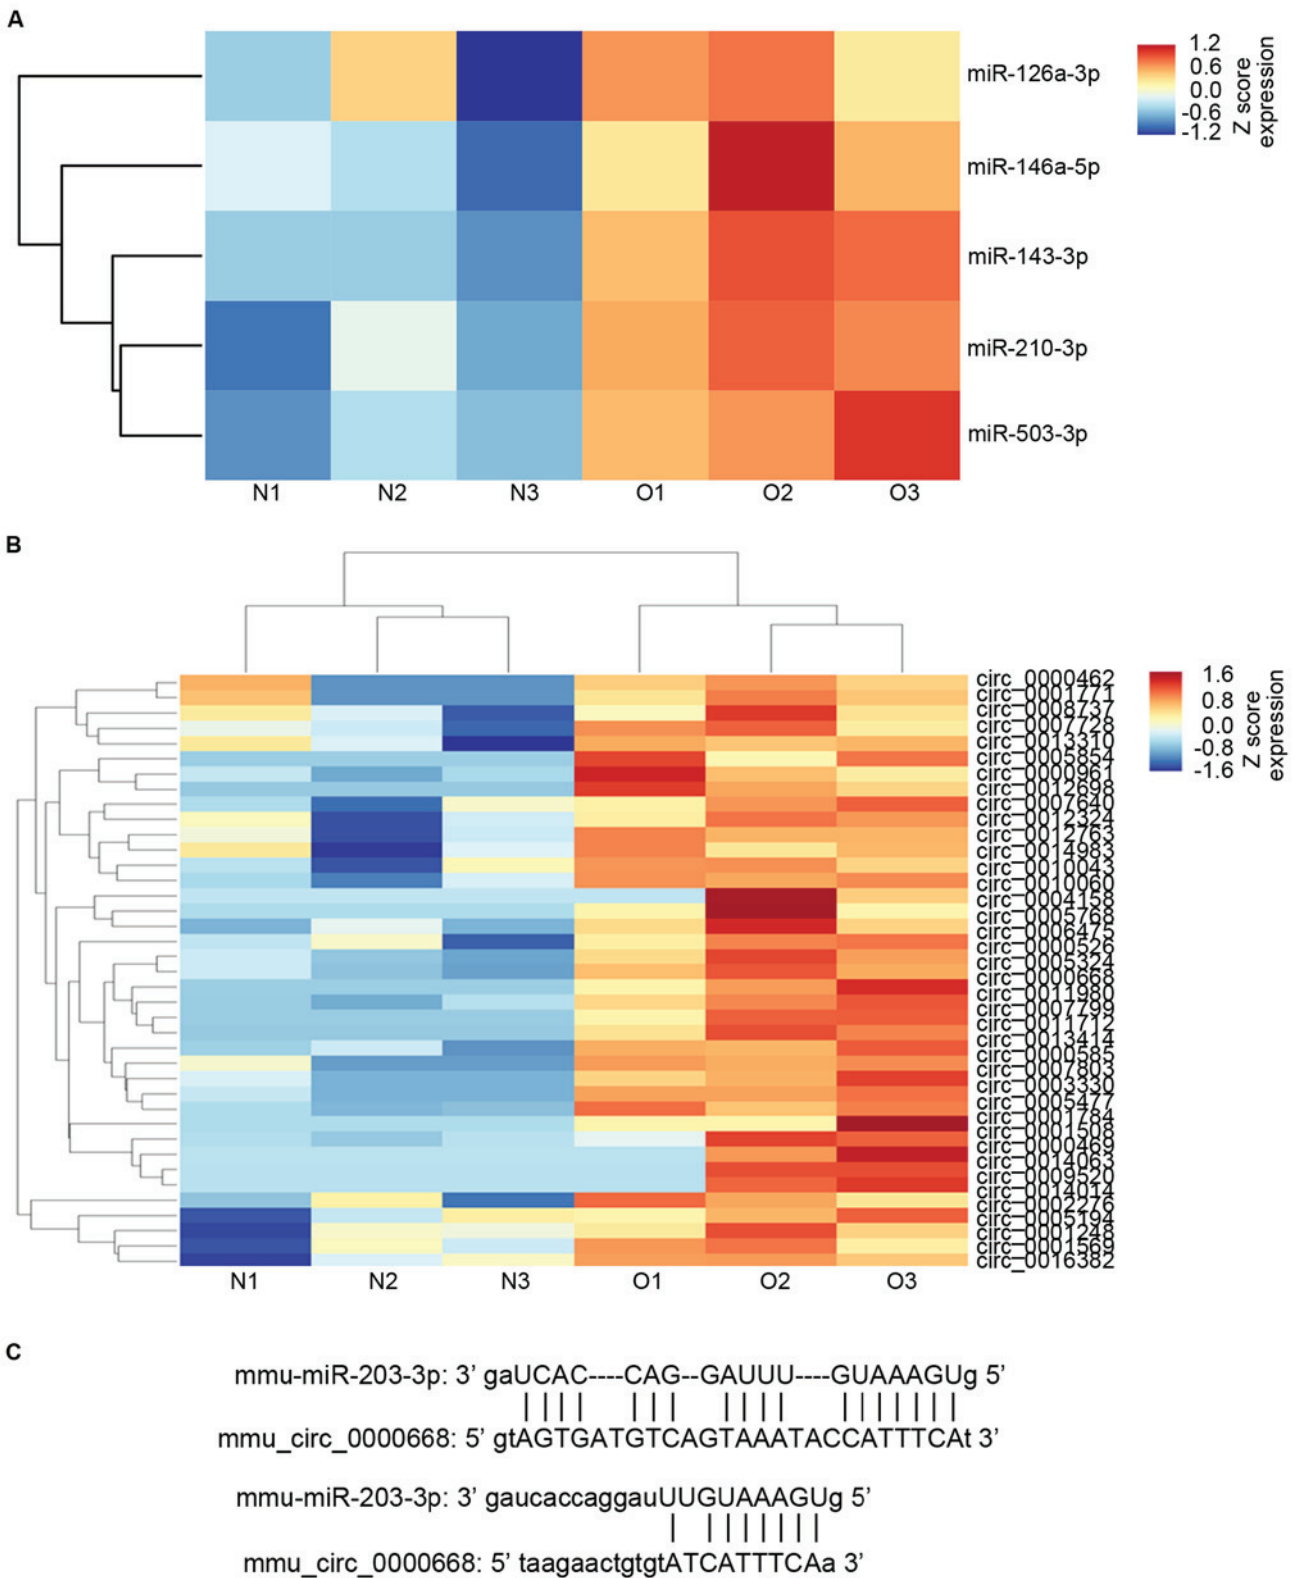 A
miR-126a-3p
miR-146a-5p
miR-143-3p
miR-210-3p
miR-503-3p
1.2
0.6
0.0
-0.6
-1.2
Z score
expression
N1 N2 N3 O1 O2 O3
B
circ_0000462
circ_0001771
circ_0008737
circ_0007728
circ_0013310
circ_0005854
circ_0000961
circ_0012698
circ_0007640
circ_0012324
circ_0012763
circ_0014983
circ_0010043
circ_0010060
circ_0004158
circ_0005768
circ_0006475
circ_0000526
circ_0005324
circ_0000668
circ_0011980
circ_0007799
circ_0011712
circ_0013414
circ_0000585
circ_0007803
circ_0003330
circ_0005477
circ_0001784
circ_0001508
circ_0000469
circ_0014063
circ_0009520
circ_0014014
circ_0002276
circ_0005194
circ_0001248
circ_0001569
circ_0016382
1.6
0.8
0.0
-0.8
-1.6
Z score
expression
N1 N2 N3 O1 O2 O3
C
mmu-miR-203-3p: 3’ gaUCAC----CAG--GAUUU----GUAAAGUg 5’
mmu_circ_0000668: 5’ gtAGTGATGTCAGTAAATACCATTTCAt 3’
mmu-miR-203-3p: 3’ gaucaccaggauUUGUAAAGUg 5’
mmu_circ_0000668: 5’ taagaactgtgtATCATTTCAa 3’